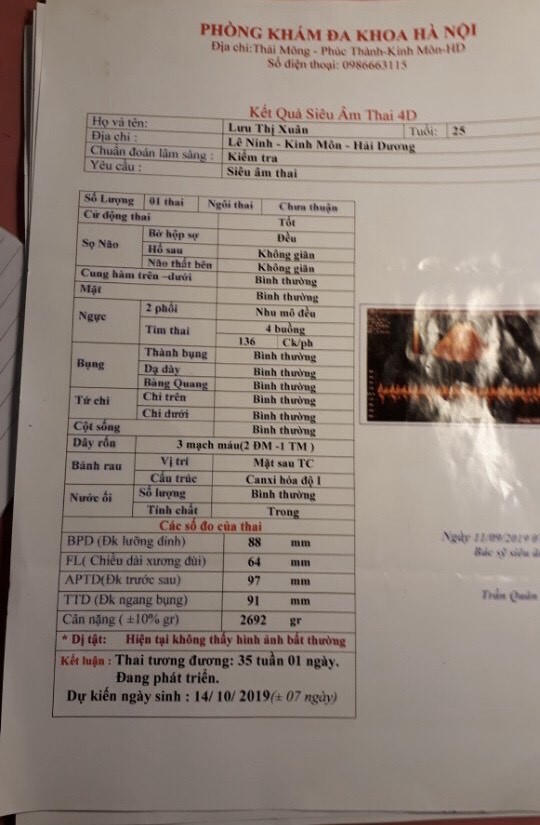 PHÒNG KHÁM ĐA KHOA HÀ NỘI
Địa chỉ:Thái Mông - Phúc Thành-Kinh Môn-HD
Số điện thoại: 0986663115
Kết Quả Siêu Âm Thai 4D
Họ và tên: Lưu Thị Xuân Tuổi: 25
Địa chỉ : Lê Ninh - Kinh Môn - Hải Dương
Chuẩn đoán lâm sàng : Kiểm tra
Yêu cầu : Siêu âm thai
Số Lượng 01 thai Ngôi thai Chưa thuận
Cử động thai Tốt
Sọ Não Bờ hộp sọ Đều
Hố sau Không giãn
Não thất bên Không giãn
Cung hàm trên –dưới Bình thường
Mặt Bình thường
Ngực 2 phổi Nhu mô đều
Tim thai 4 buồng
136 Ck/ph
Bụng Thành bụng Bình thường
Dạ dày Bình thường
Bàng Quang Bình thường
Tứ chi Chi trên Bình thường
Chi dưới Bình thường
Cột sống Bình thường
Dây rốn 3 mạch máu(2 ĐM -1 TM )
Bánh rau Vị trí Mặt sau TC
Cấu trúc Canxi hóa độ I
Nước ối Số lượng Bình thường
Tính chất Trong
Các số đo của thai
BPD (Đk lưỡng đỉnh) 88 mm
FL( Chiều dài xương đùi) 64 mm
APTD(Đk trước sau) 97 mm
TTD (Đk ngang bụng) 91 mm
Cân nặng ( ±10% gr) 2692 gr
* Dị tật: Hiện tại không thấy hình ảnh bất thường
Kết luận : Thai tương đương: 35 tuần 01 ngày.
Đang phát triển.
Dự kiến ngày sinh : 14/ 10/ 2019(± 07 ngày)
Ngày 11/09/2019
Bác sỹ siêu
Trần Quân